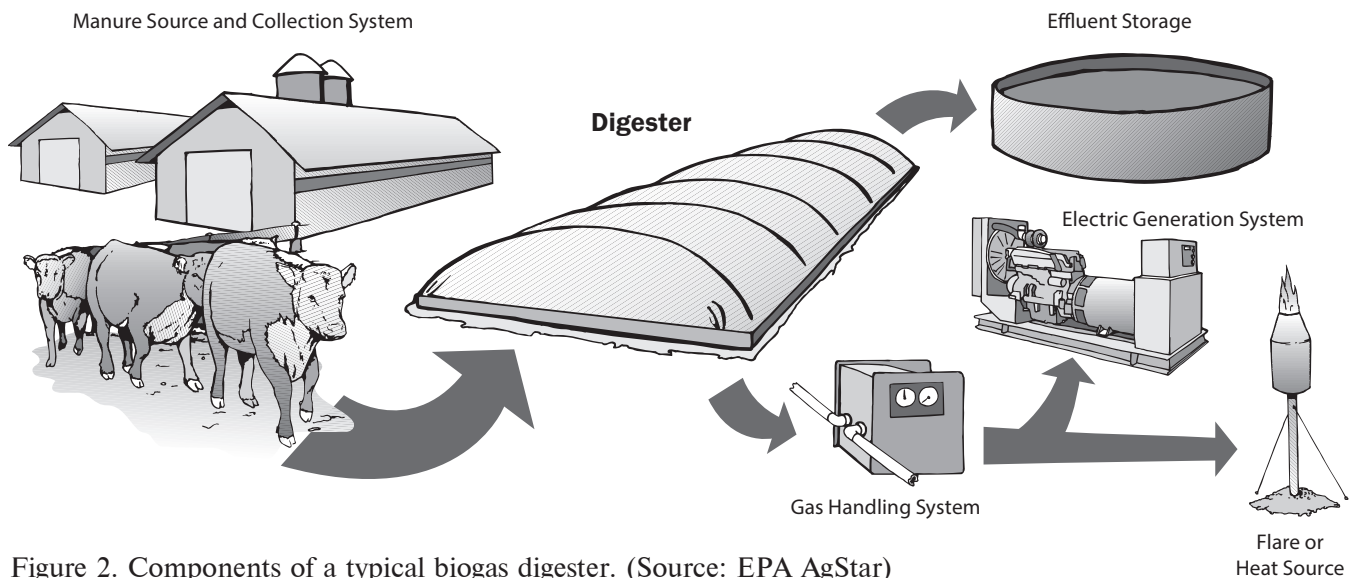 Manure Source and Collection System
Effluent Storage
Digester
Electric Generation System
Gas Handling System
Flare or
Heat Source
Figure 2. Components of a typical biogas digester. (Source: EPA AgStar)